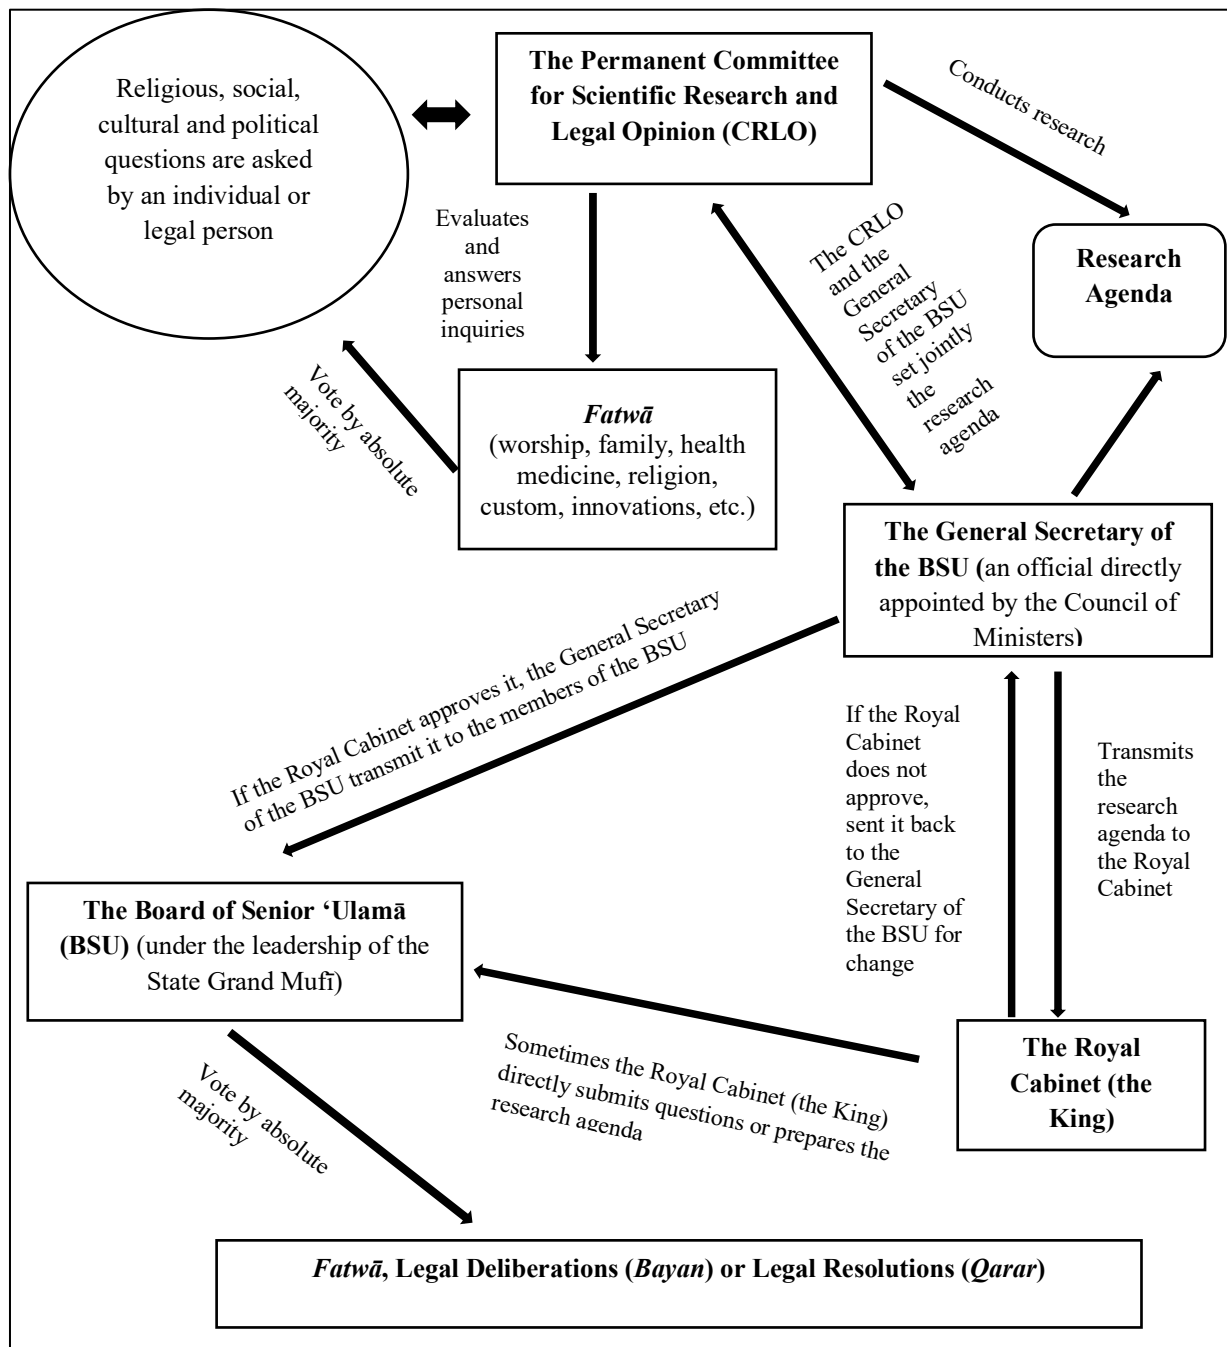 Religious, social,
cultural and political
questions are asked
by an individual or
legal person
The Permanent Committee
for Scientific Research and
Legal Opinion (CRLO)
Conducts research
Research
Agenda
Evaluates
and
answers
personal
inquiries
The CRLO
and the
General
Secretary
of the BSU
set jointly
the
research
agenda
Vote by absolute
majority
Fatwā
(worship, family, health
medicine, religion,
custom, innovations, etc.)
The General Secretary of
the BSU (an official directly
appointed by the Council of
Ministers)
If the Royal Cabinet approves it, the General Secretary
of the BSU transmit it to the members of the BSU
If the Royal
Cabinet
does not
approve,
sent it back
to the
General
Secretary of
the BSU for
change
Transmits
the
research
agenda to
the Royal
Cabinet
The Board of Senior ‘Ulamā
(BSU) (under the leadership of the
State Grand Mufī)
Sometimes the Royal Cabinet (the King)
directly submits questions or prepares the
research agenda
The Royal
Cabinet (the
King)
Vote by absolute
majority
Fatwā, Legal Deliberations (Bayan) or Legal Resolutions (Qarar)